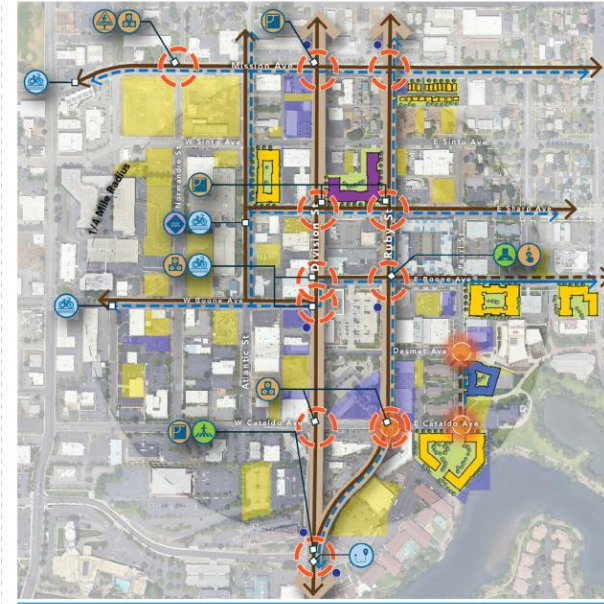 Mission Ave
W Sinto Ave
E Sinto Ave
Normandie St
1/4 Mile Radius
E Sharp Ave
Division St
Ruby St
E Boone Ave
W Boone Ave
Atlantic St
Desmet Ave
W Cataldo Ave
E Cataldo Ave